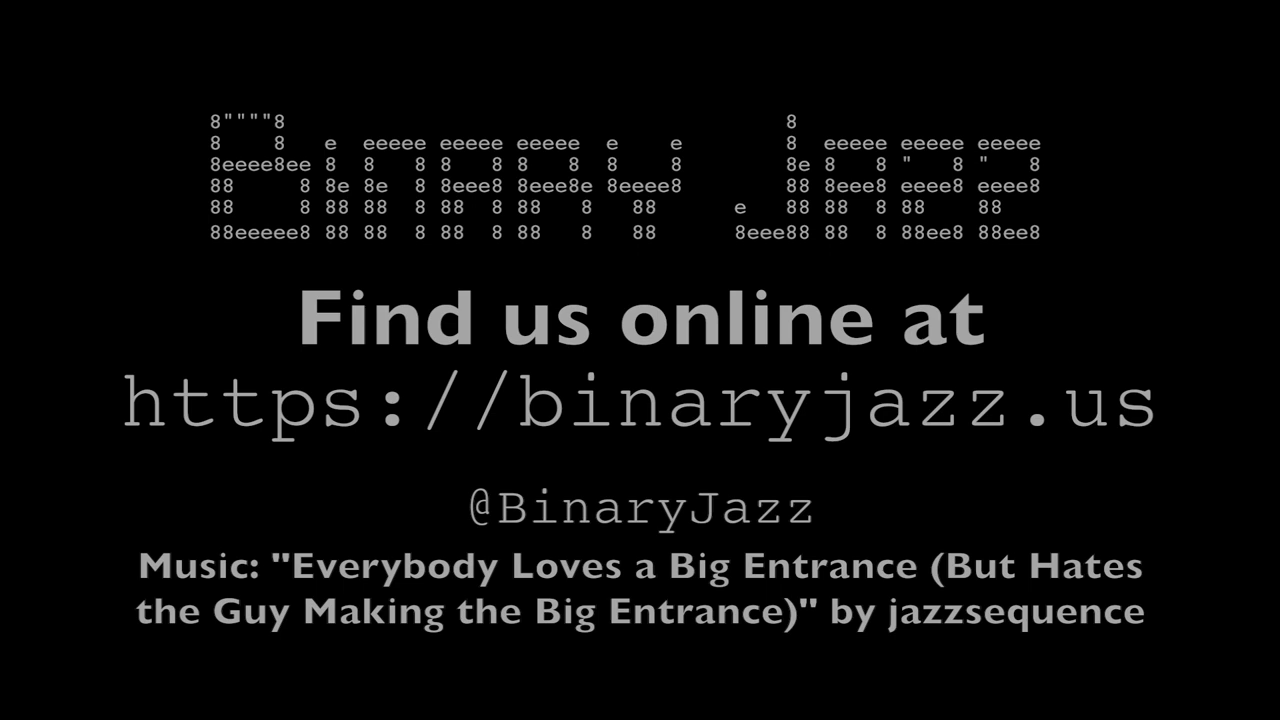 Binary Jazz
Find us online at
https://binaryjazz.us
@BinaryJazz
Music: "Everybody Loves a Big Entrance (But Hates
the Guy Making the Big Entrance)" by jazzsequence